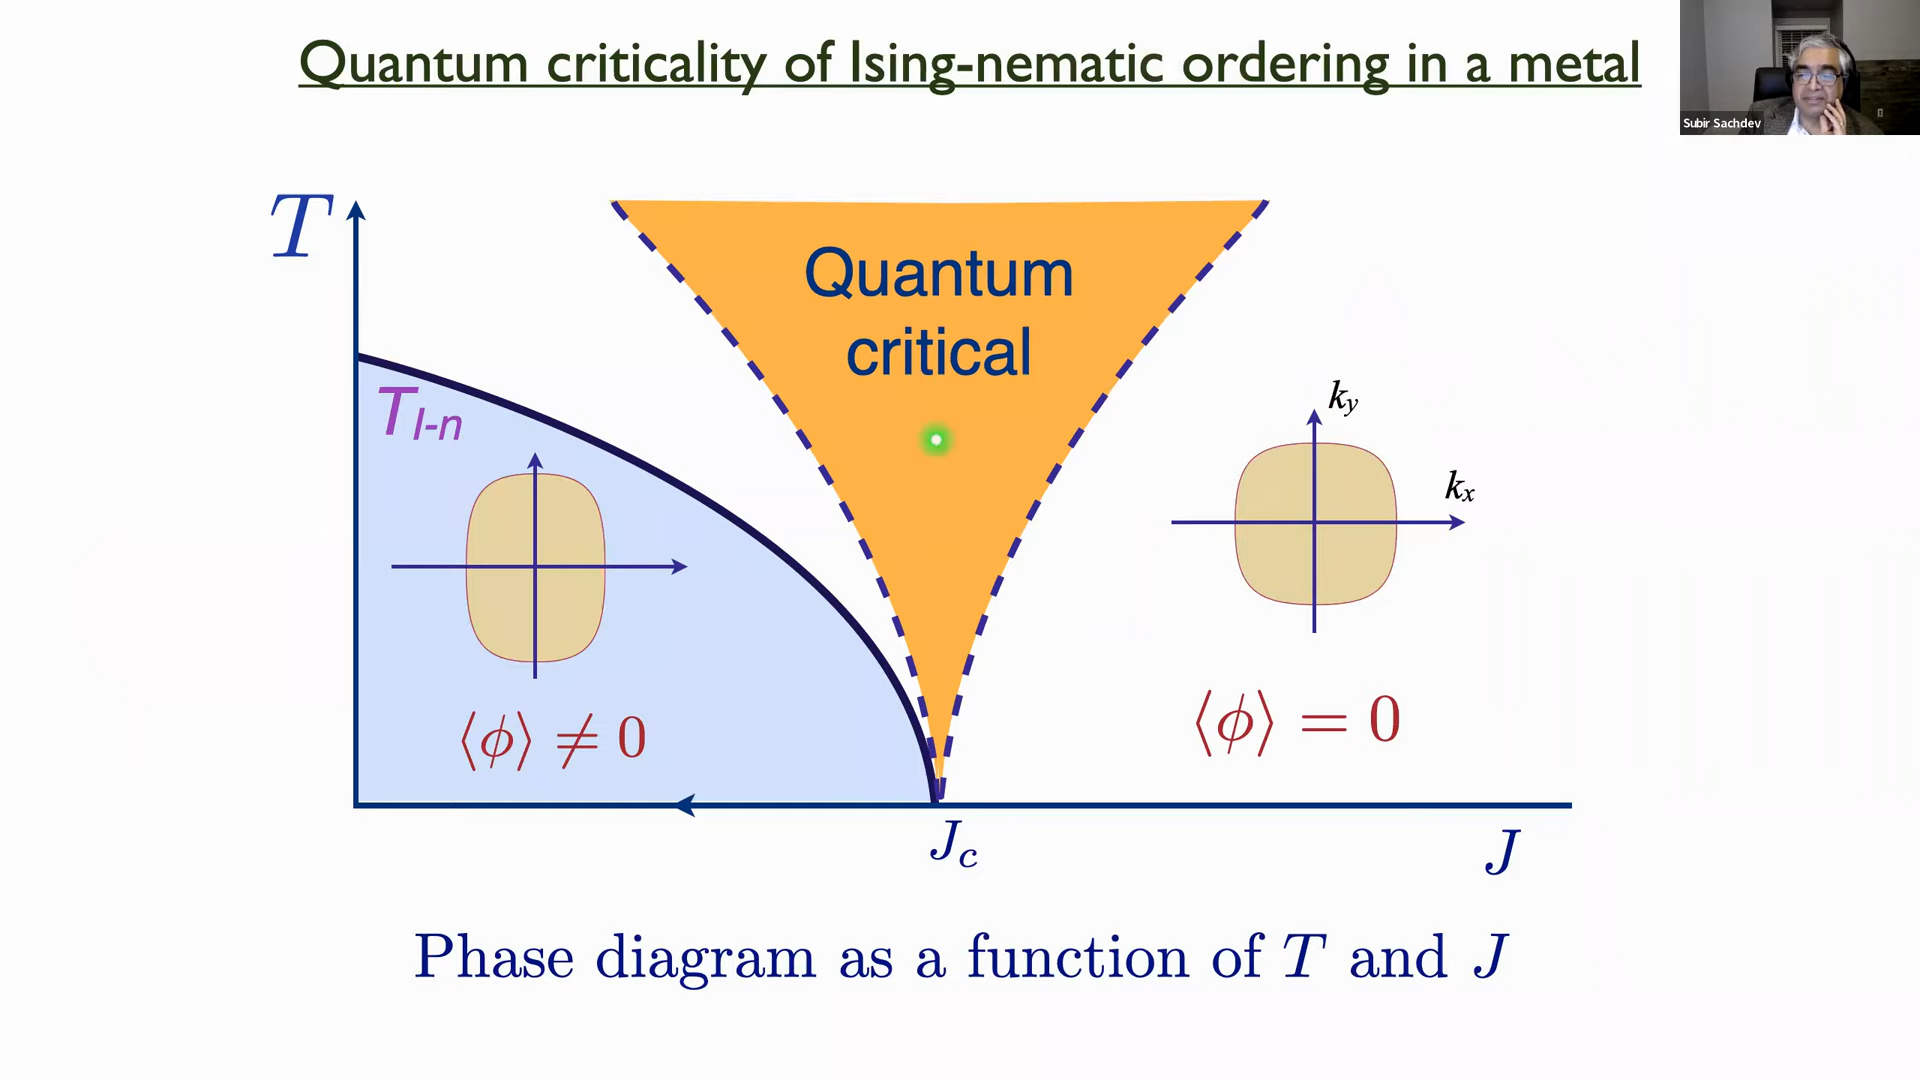 Quantum criticality of Ising-nematic ordering in a metal
Subir Sachdev
T
Quantum
critical
T_{I-n}
k_y
k_x
⟨ϕ⟩ ≠ 0
⟨ϕ⟩ = 0
J_c
J
Phase diagram as a function of T and J